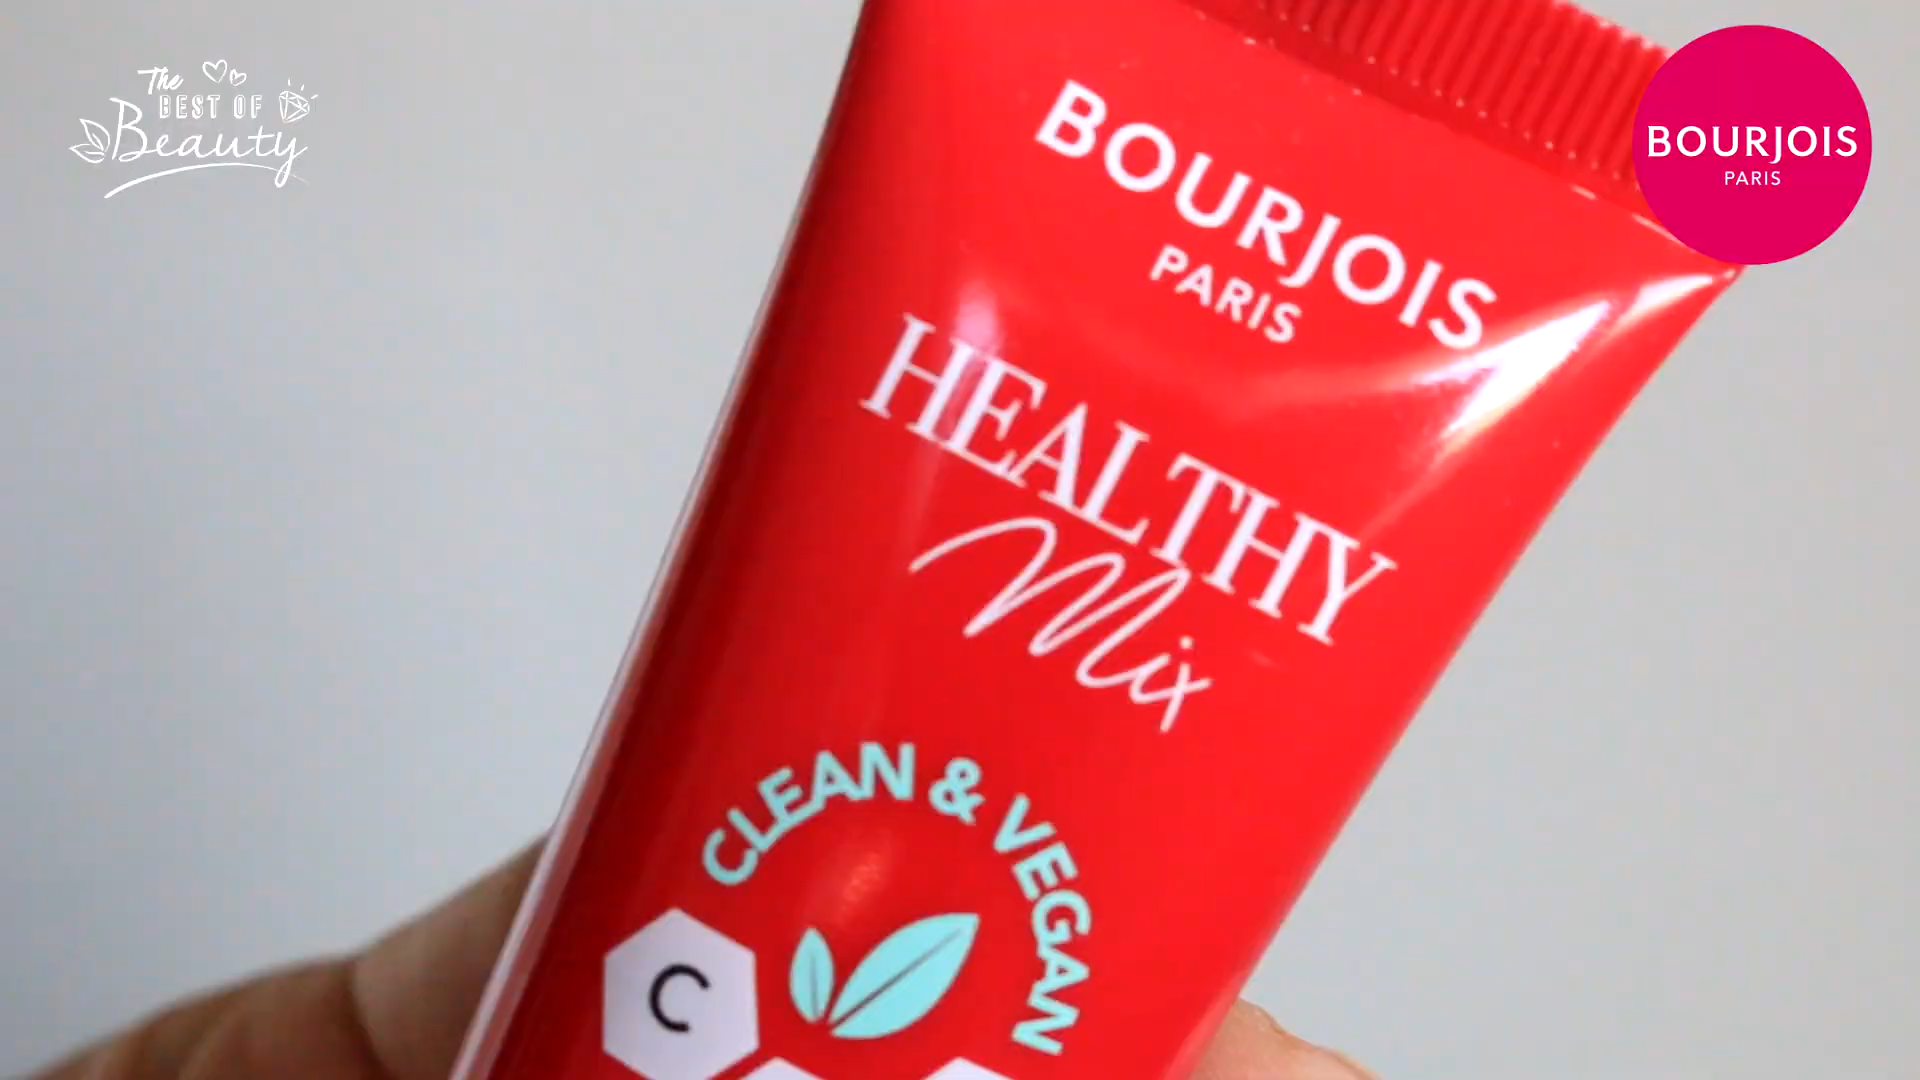 The
BEST OF
Beauty
BOURJOIS
PARIS
BOURJOIS
PARIS
HEALTHY
Mix
CLEAN & VEGAN
C